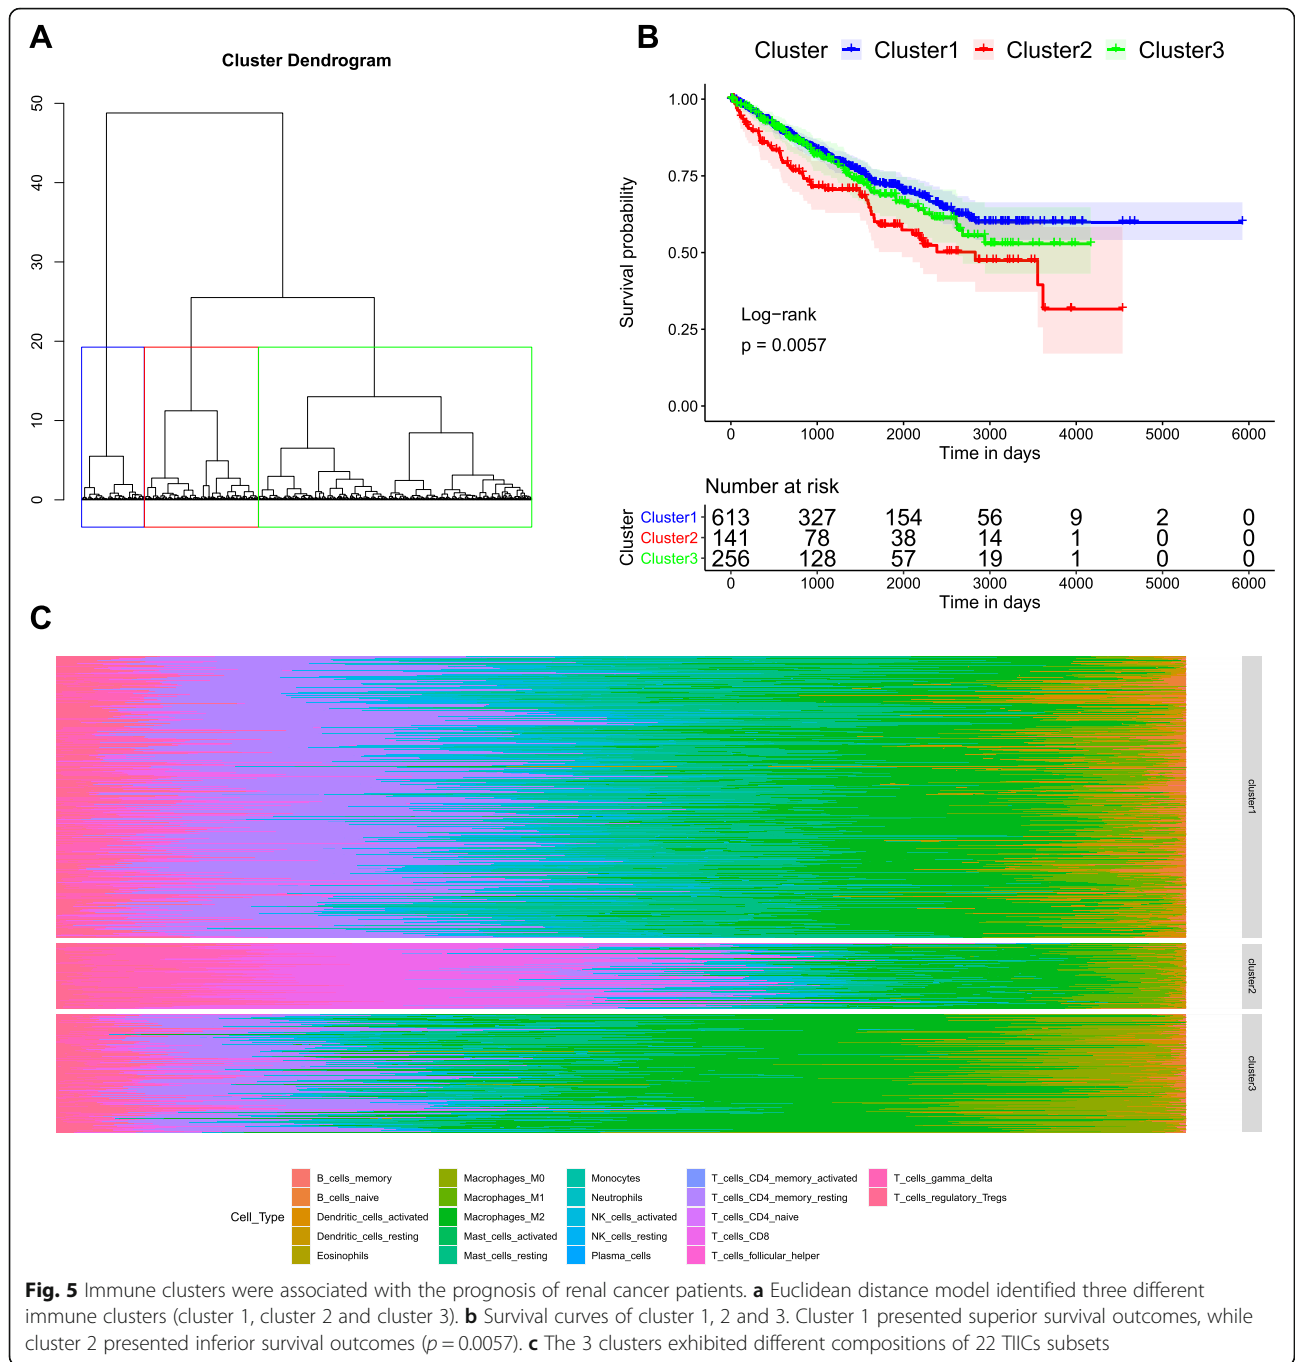 A
Cluster Dendrogram
50
40
30
20
10
0
B
Cluster Cluster1 Cluster2 Cluster3
Survival probability
1.00
0.75
0.50
0.25
0.00
Log−rank
p = 0.0057
0 1000 2000 3000 4000 5000 6000
Time in days
Number at risk
Cluster
Cluster1 613 327 154 56 9 2 0
Cluster2 141 78 38 14 1 0 0
Cluster3 256 128 57 19 1 0 0
0 1000 2000 3000 4000 5000 6000
Time in days
C
cluster1
cluster2
cluster3
Cell_Type
B_cells_memory Macrophages_M0 Monocytes T_cells_CD4_memory_activated T_cells_gamma_delta
B_cells_naive Macrophages_M1 Neutrophils T_cells_CD4_memory_resting T_cells_regulatory_Tregs
Dendritic_cells_activated Macrophages_M2 NK_cells_activated T_cells_CD4_naive
Dendritic_cells_resting Mast_cells_activated NK_cells_resting T_cells_CD8
Eosinophils Mast_cells_resting Plasma_cells T_cells_follicular_helper
Fig. 5 Immune clusters were associated with the prognosis of renal cancer patients. a Euclidean distance model identified three different
immune clusters (cluster 1, cluster 2 and cluster 3). b Survival curves of cluster 1, 2 and 3. Cluster 1 presented superior survival outcomes, while
cluster 2 presented inferior survival outcomes (p = 0.0057). c The 3 clusters exhibited different compositions of 22 TIICs subsets